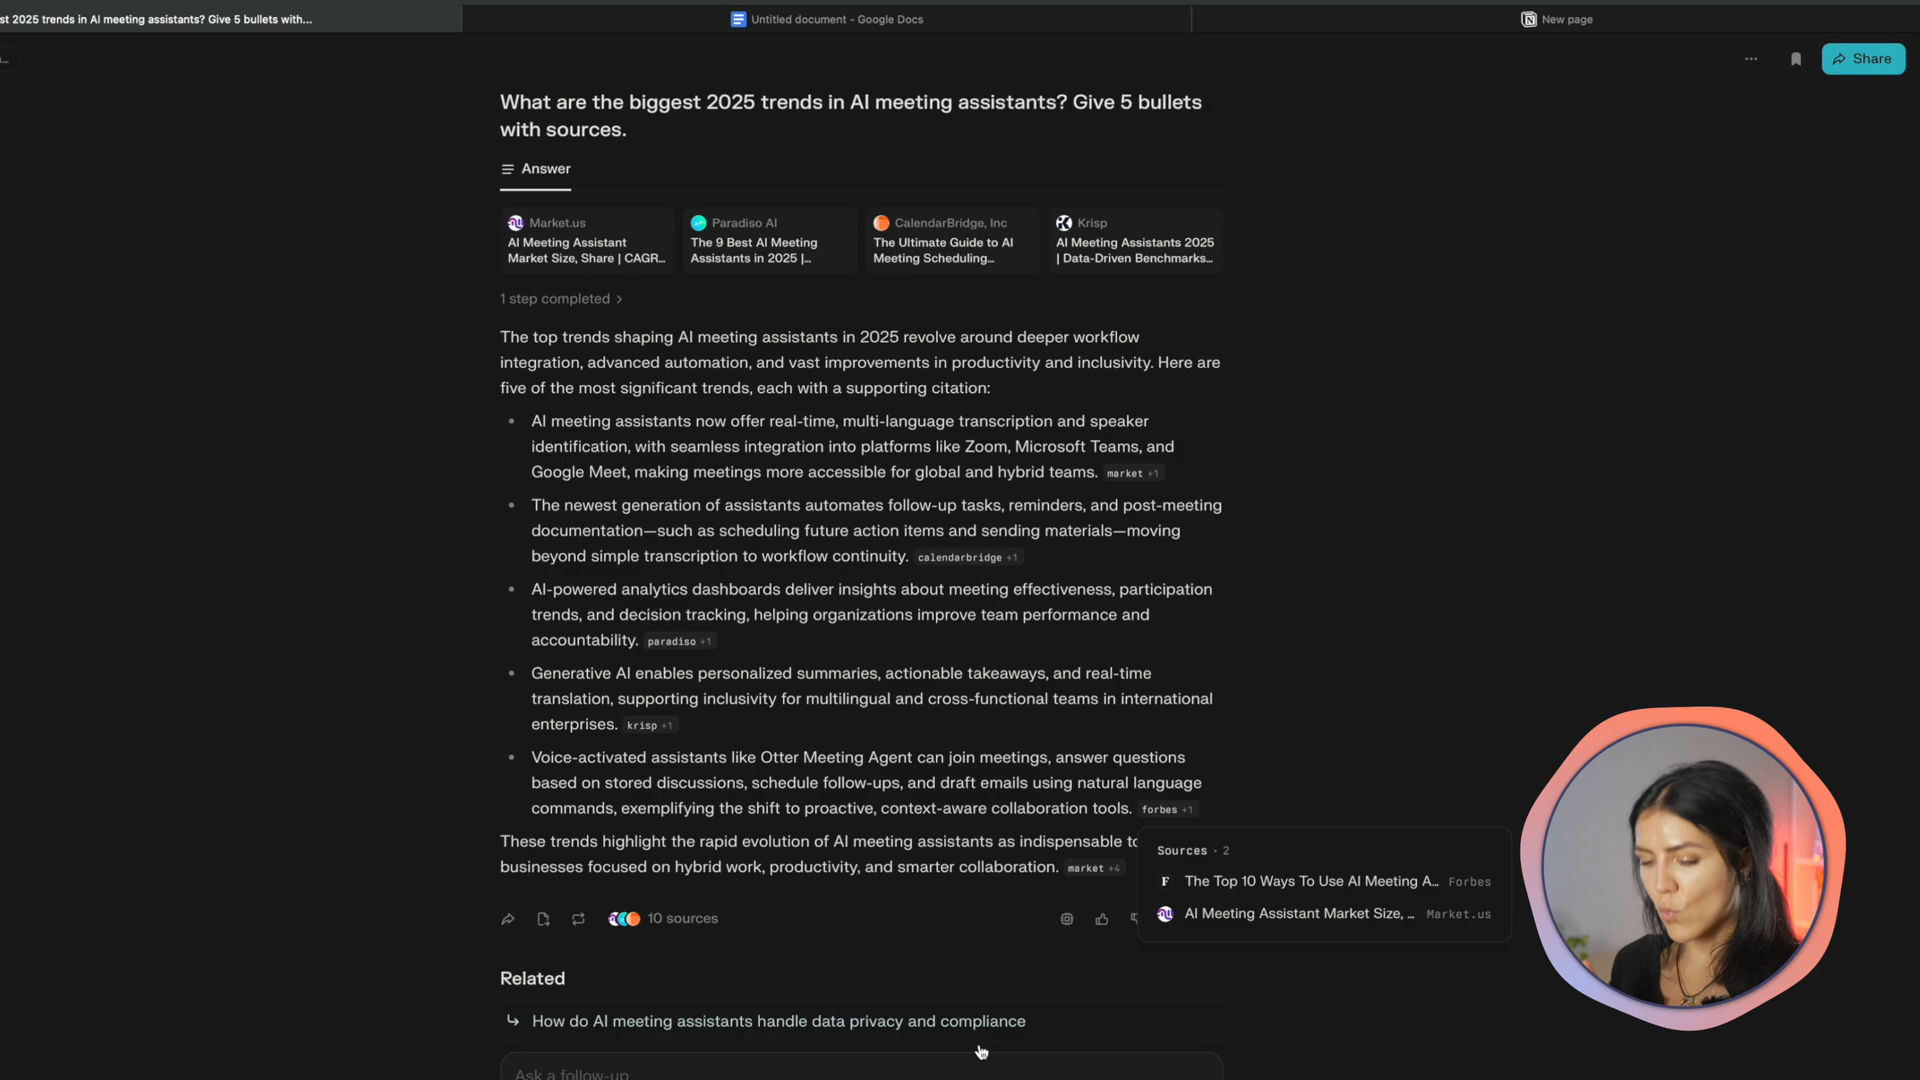 st 2025 trends in AI meeting assistants? Give 5 bullets with...
Untitled document - Google Docs
New page
Share
What are the biggest 2025 trends in AI meeting assistants? Give 5 bullets
with sources.
Answer
Market.us
AI Meeting Assistant
Market Size, Share | CAGR...
Paradiso AI
The 9 Best AI Meeting
Assistants in 2025 |...
CalendarBridge, Inc
The Ultimate Guide to AI
Meeting Scheduling...
Krisp
AI Meeting Assistants 2025
| Data-Driven Benchmarks...
1 step completed
The top trends shaping AI meeting assistants in 2025 revolve around deeper workflow
integration, advanced automation, and vast improvements in productivity and inclusivity. Here are
five of the most significant trends, each with a supporting citation:
• AI meeting assistants now offer real-time, multi-language transcription and speaker
identification, with seamless integration into platforms like Zoom, Microsoft Teams, and
Google Meet, making meetings more accessible for global and hybrid teams. market +1
• The newest generation of assistants automates follow-up tasks, reminders, and post-meeting
documentation—such as scheduling future action items and sending materials—moving
beyond simple transcription to workflow continuity. calendarbridge +1
• AI-powered analytics dashboards deliver insights about meeting effectiveness, participation
trends, and decision tracking, helping organizations improve team performance and
accountability. paradiso +1
• Generative AI enables personalized summaries, actionable takeaways, and real-time
translation, supporting inclusivity for multilingual and cross-functional teams in international
enterprises. krisp +1
• Voice-activated assistants like Otter Meeting Agent can join meetings, answer questions
based on stored discussions, schedule follow-ups, and draft emails using natural language
commands, exemplifying the shift to proactive, context-aware collaboration tools. forbes +1
These trends highlight the rapid evolution of AI meeting assistants as indispensable to
businesses focused on hybrid work, productivity, and smarter collaboration. market +4
Sources · 2
The Top 10 Ways To Use AI Meeting A... Forbes
AI Meeting Assistant Market Size, ... Market.us
10 sources
Related
How do AI meeting assistants handle data privacy and compliance
Ask a follow-up